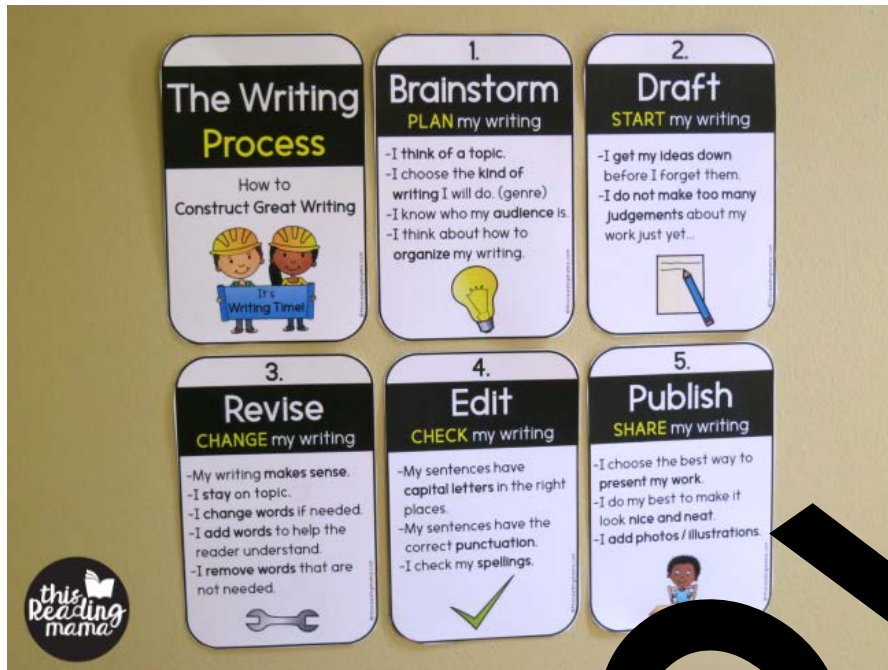 The Writing
Process
How to
Construct Great Writing
It's
Writing Time!
1.
Brainstorm
PLAN my writing
-I think of a topic.
-I choose the kind of
writing I will do. (genre)
-I know who my audience is.
-I think about how to
organize my writing.
2.
Draft
START my writing
-I get my ideas down
before I forget them.
-I do not make too many
judgements about my
work just yet...
3.
Revise
CHANGE my writing
-My writing makes sense.
-I stay on topic.
-I change words if needed.
-I add words to help the
reader understand.
-I remove words that are
not needed.
4.
Edit
CHECK my writing
-My sentences have
capital letters in the right
places.
-My sentences have the
correct punctuation.
-I check my spellings.
5.
Publish
SHARE my writing
-I choose the best way to
present my work.
-I do my best to make it
look nice and neat.
-I add photos / illustrations.
this
Reading
mama